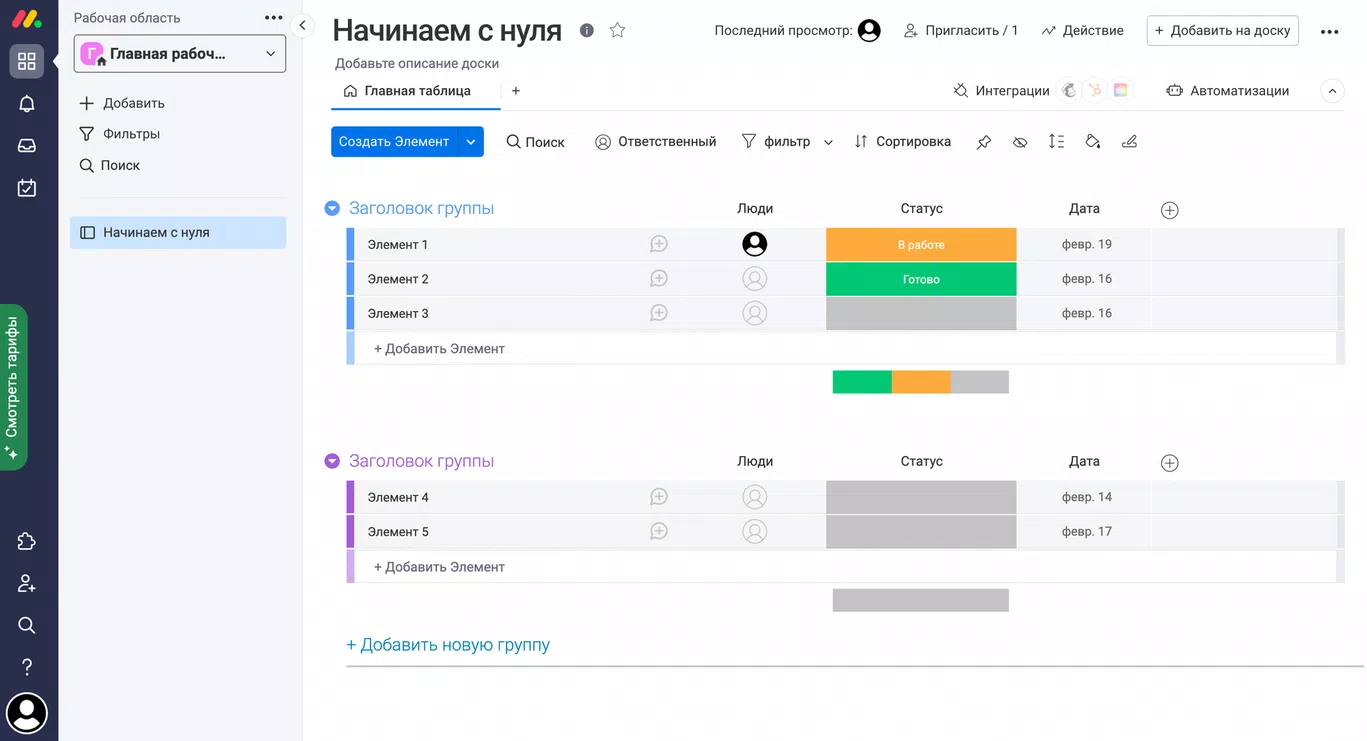 Рабочая область
Г Главная рабоч...
Добавить
Фильтры
Поиск
Начинаем с нуля
Смотреть тарифы
Начинаем с нуля
Последний просмотр:
Пригласить / 1
Действие
+ Добавить на доску
Добавьте описание доски
Главная таблица
+
Интеграции
Автоматизации
Создать Элемент
Поиск
Ответственный
фильтр
Сортировка
Заголовок группы Люди Статус Дата
Элемент 1 В работе февр. 19
Элемент 2 Готово февр. 16
Элемент 3 февр. 16
+ Добавить Элемент
Заголовок группы Люди Статус Дата
Элемент 4 февр. 14
Элемент 5 февр. 17
+ Добавить Элемент
+ Добавить новую группу